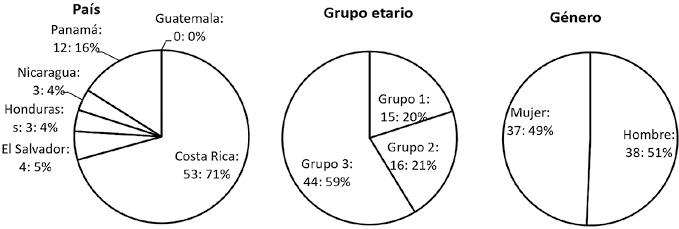 País
Guatemala:
0: 0%
Panamá:
12: 16%
Nicaragua:
3: 4%
Honduras:
s: 3: 4%
El Salvador:
4: 5%
Costa Rica:
53: 71%
Grupo etario
Grupo 1:
15: 20%
Grupo 2:
16: 21%
Grupo 3:
44: 59%
Género
Mujer:
37: 49%
Hombre:
38: 51%